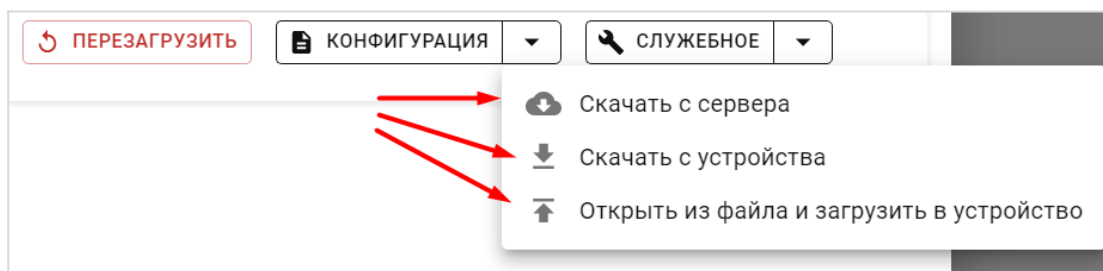 ПЕРЕЗАГРУЗИТЬ КОНФИГУРАЦИЯ СЛУЖЕБНОЕ
Скачать с сервера
Скачать с устройства
Открыть из файла и загрузить в устройство